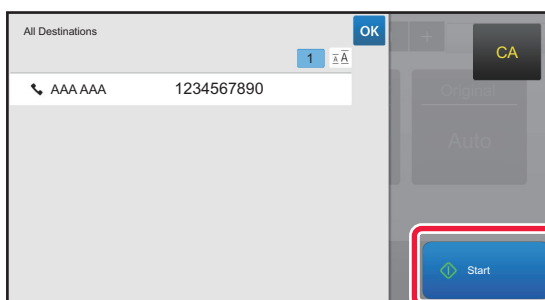 All Destinations
OK
1 A A
CA
AAA AAA 1234567890
Original
Auto
Start